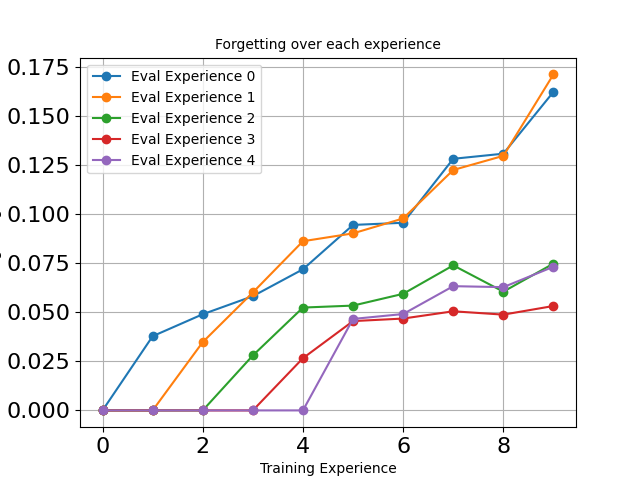 Forgetting over each experience
0.175
0.150
0.125
0.100
0.075
0.050
0.025
0.000
Eval Experience 0
Eval Experience 1
Eval Experience 2
Eval Experience 3
Eval Experience 4
0 2 4 6 8
Training Experience